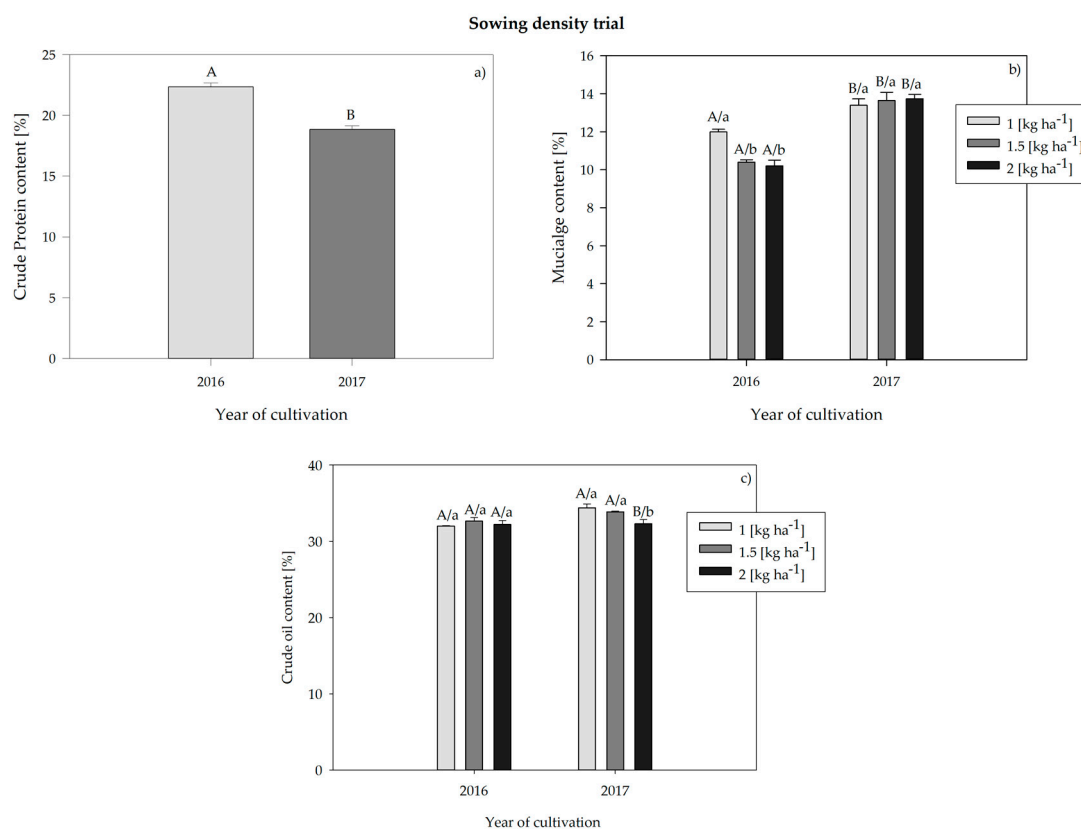 Sowing density trial
a)
Crude Protein content [%]
25
20
15
10
5
0
A
B
2016 2017
Year of cultivation
b)
Mucialge content [%]
16
14
12
10
8
6
4
2
0
A/a
A/b A/b
B/a B/a B/a
2016 2017
Year of cultivation
1 [kg ha⁻¹]
1.5 [kg ha⁻¹]
2 [kg ha⁻¹]
c)
Crude oil content [%]
40
30
20
10
0
A/a A/a A/a
A/a A/a
B/b
2016 2017
Year of cultivation
1 [kg ha⁻¹]
1.5 [kg ha⁻¹]
2 [kg ha⁻¹]